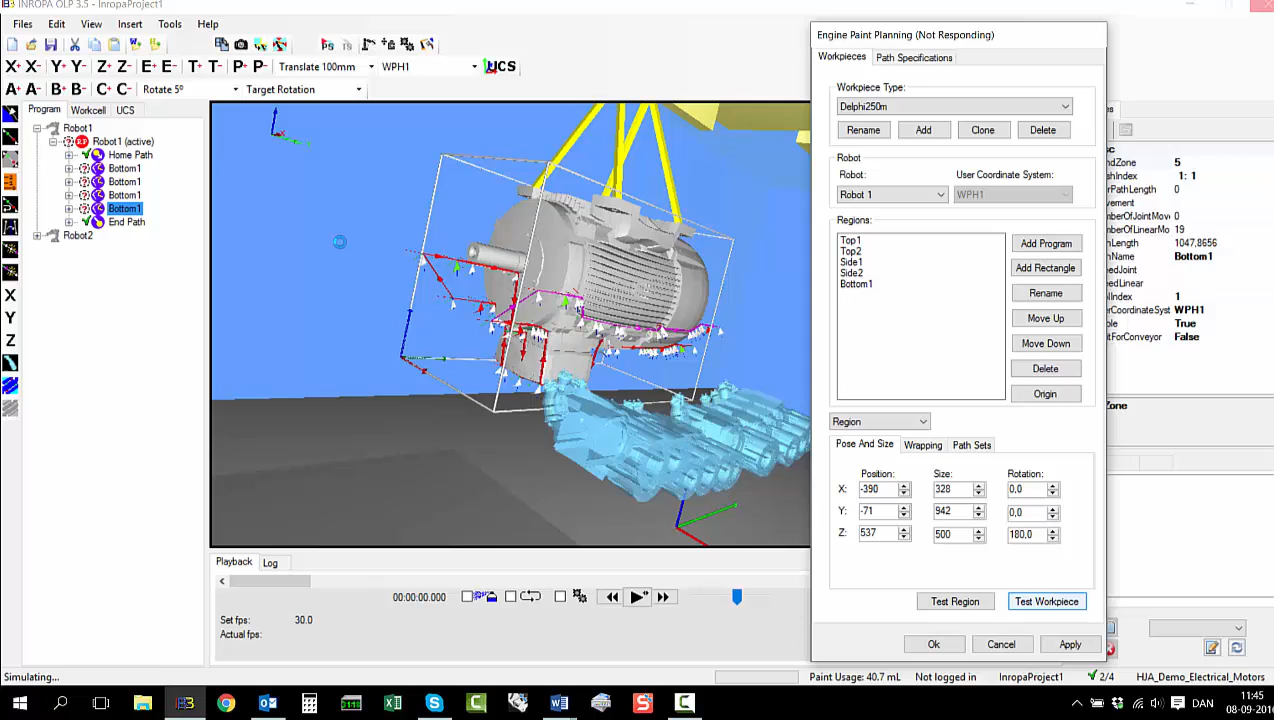 INROPA OLP 3.5 - InropaProject1
Files Edit View Insert Tools Help
X+ X- Y+ Y- Z+ Z- E+ E- T+ T- P+ P- Translate 100mm WPH1 UCS
A+ A- B+ B- C+ C- Rotate 5º Target Rotation
Program Workcell UCS
Robot1
Robot1 (active)
Home Path
Bottom1
Bottom1
Bottom1
Bottom1
End Path
Robot2
X
Y
Z
Engine Paint Planning (Not Responding)
Workpieces Path Specifications
Workpiece Type:
Delphi250m
Rename Add Clone Delete
Robot
Robot: User Coordinate System:
Robot 1 WPH1
Regions:
Top1
Top2
Side1
Side2
Bottom1
Add Program
Add Rectangle
Rename
Move Up
Move Down
Delete
Origin
Region
Pose And Size Wrapping Path Sets
Position: Size: Rotation:
X: -390 328 0,0
Y: -71 942 0,0
Z: 537 500 180,0
Test Region Test Workpiece
Ok Cancel Apply
5
1: 1
0
0
19
1047,8656
Bottom1
1
WPH1
True
False
Playback Log
00:00:00.000
Set fps: 30.0
Actual fps:
Simulating...
Paint Usage: 40.7 mL Not logged in InropaProject1 2/4 H/A_Demo_Electrical_Motors
DAN
11:45